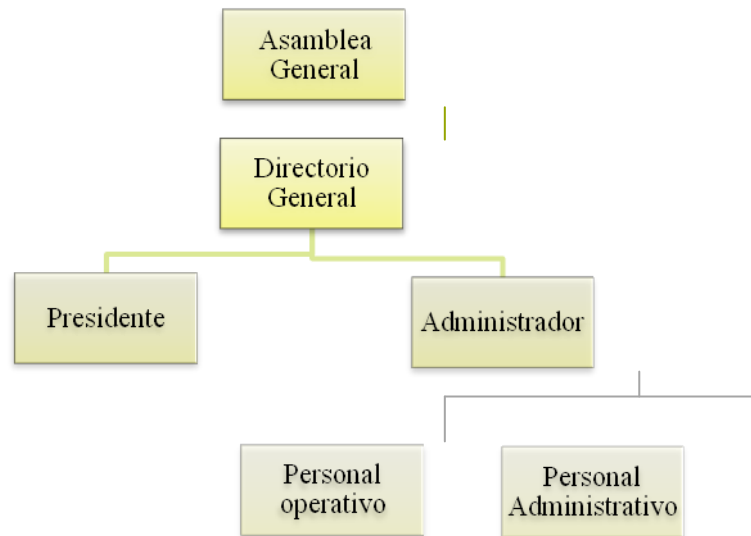 Asamblea
General
Directorio
General
Presidente
Administrador
Personal
operativo
Personal
Administrativo